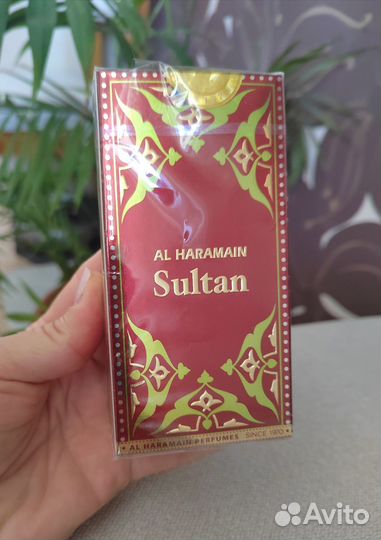 AL HARAMAIN
Sultan
AL HARAMAIN PERFUMES SINCE 1970
Avito